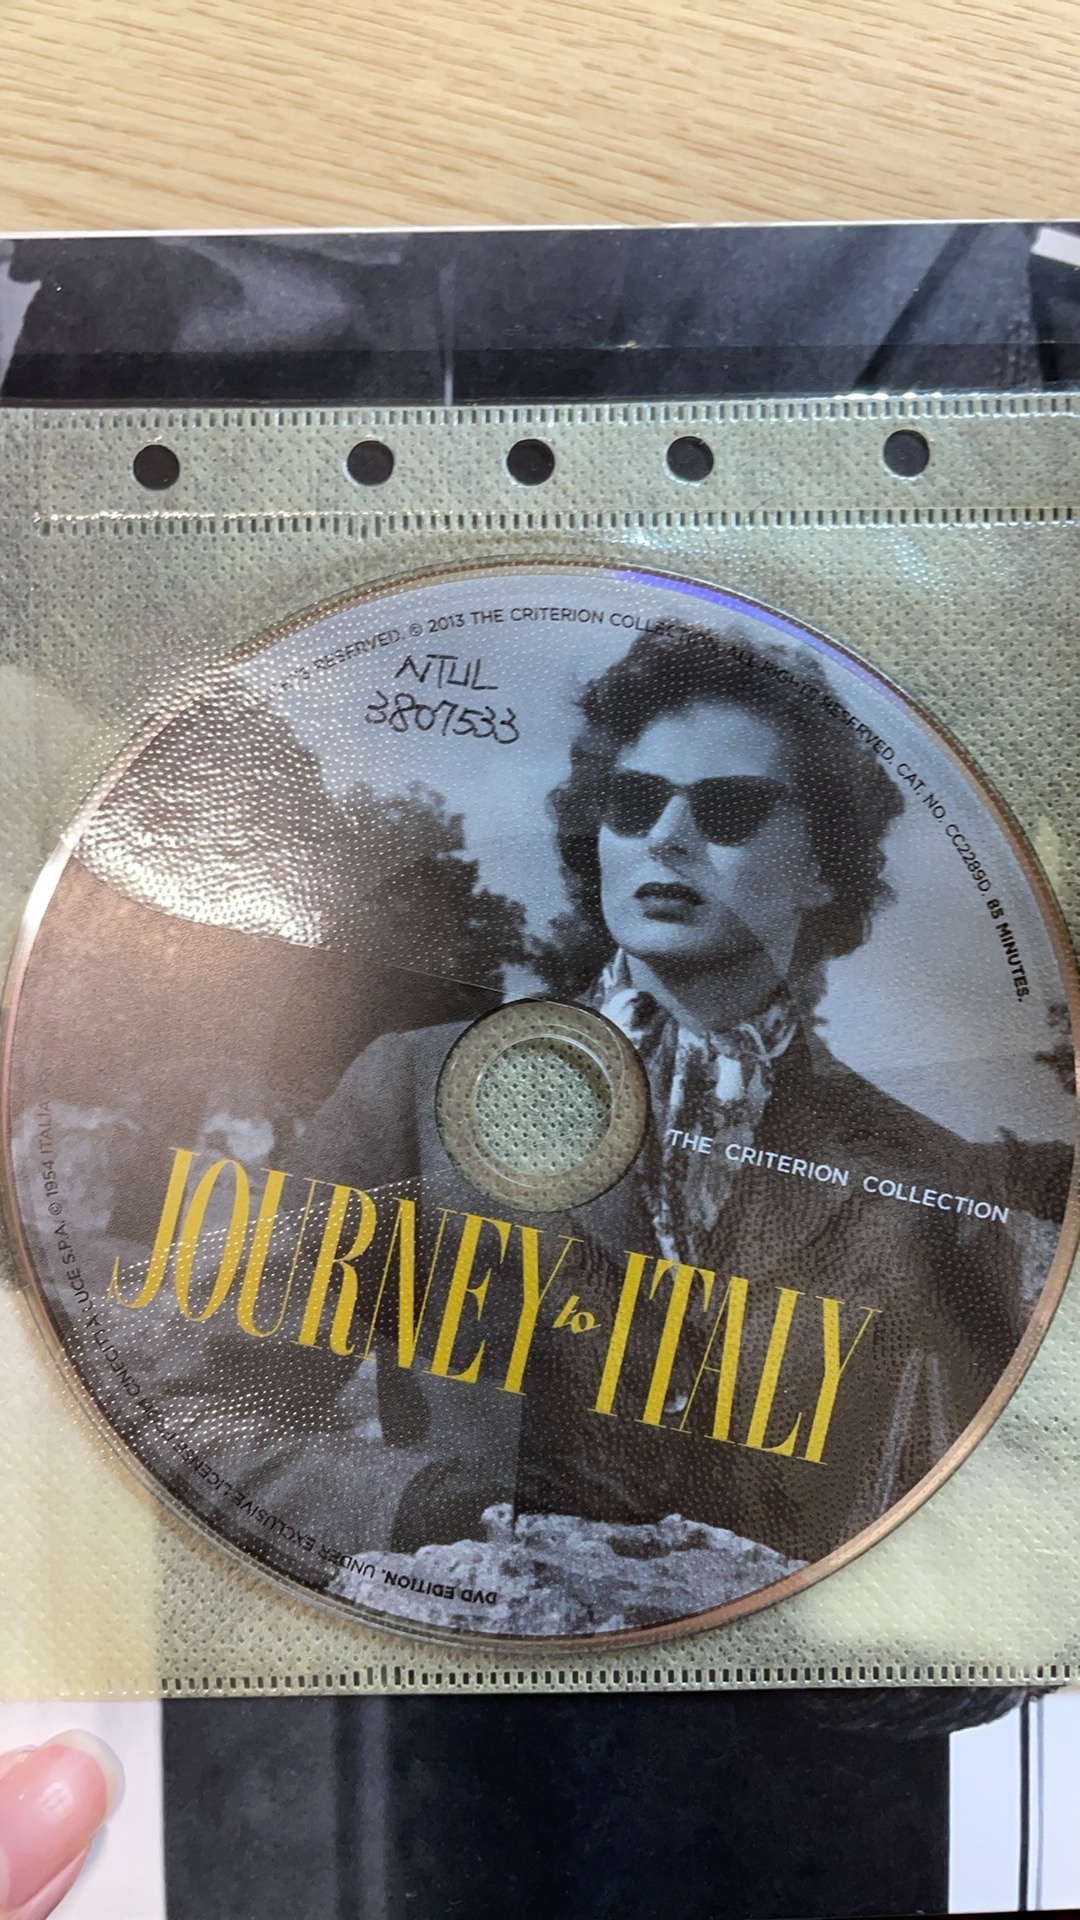 RESERVED. © 2013 THE CRITERION COLLECTION. ALL RIGHTS RESERVED. CAT. NO. CC2289D. 85 MINUTES.
NTUL
3807533
THE CRITERION COLLECTION
JOURNEY to ITALY
DVD EDITION. UNDER EXCLUSIVE LICENSE FROM CINECITTÀ LUCE S.P.A. © 1954 ITALIA